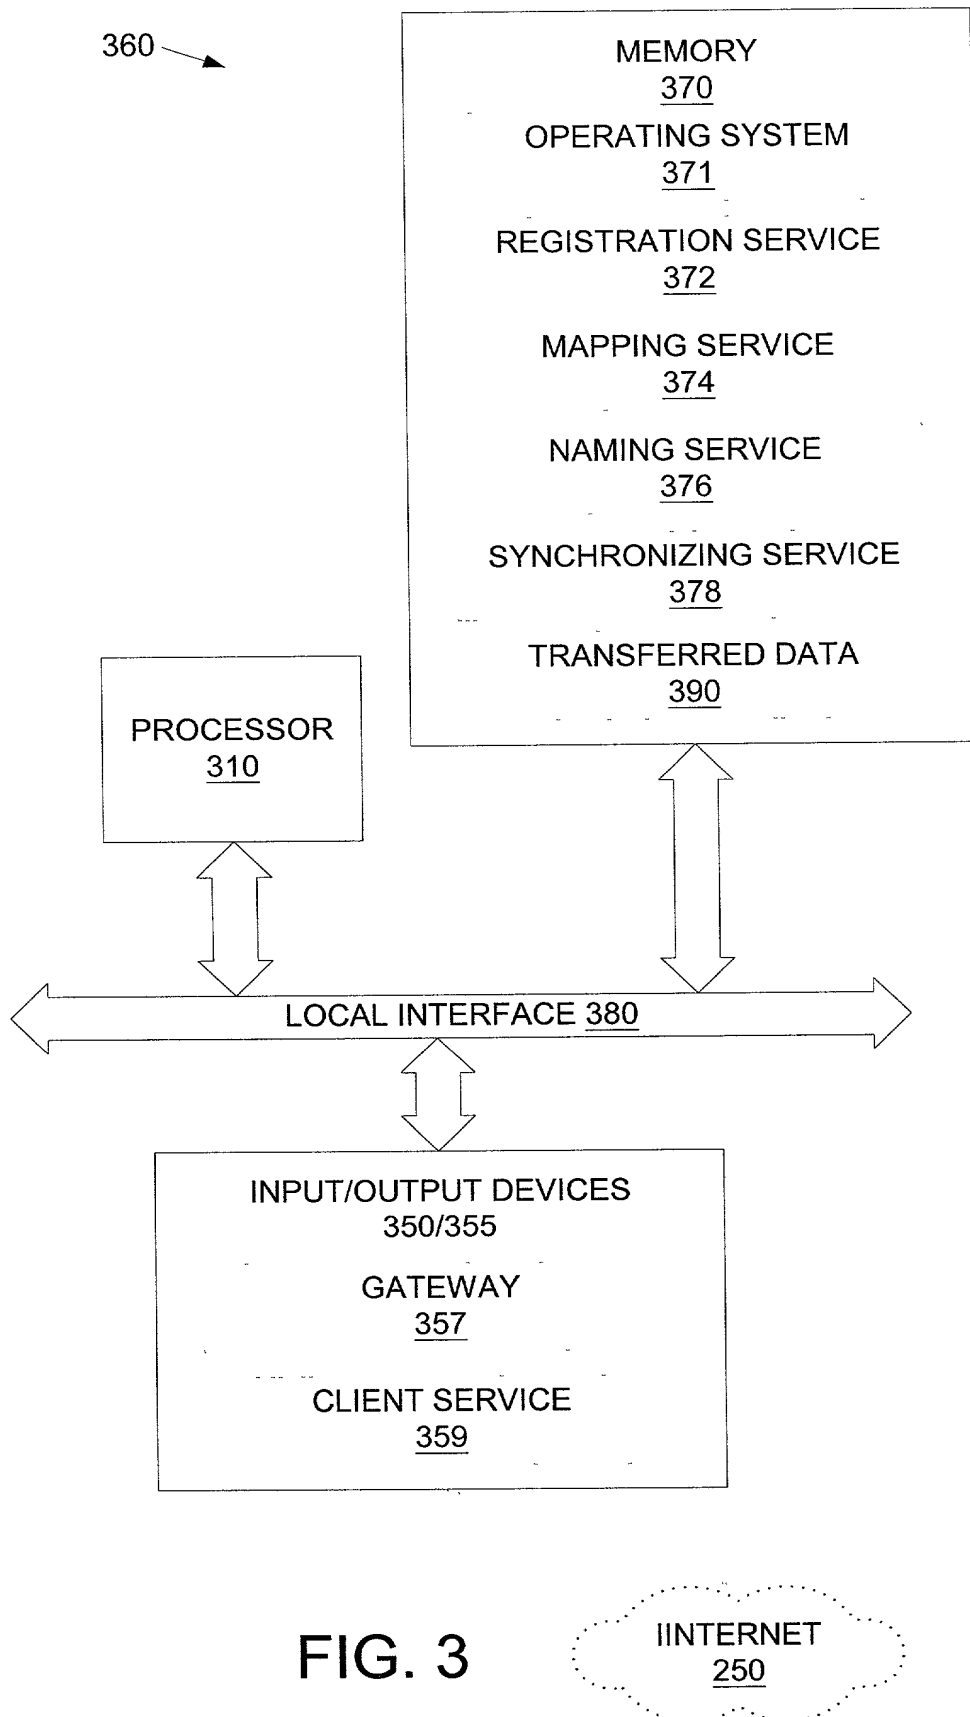 360
MEMORY
370
OPERATING SYSTEM
371
REGISTRATION SERVICE
372
MAPPING SERVICE
374
NAMING SERVICE
376
SYNCHRONIZING SERVICE
378
TRANSFERRED DATA
390
PROCESSOR
310
LOCAL INTERFACE 380
INPUT/OUTPUT DEVICES
350/355
GATEWAY
357
CLIENT SERVICE
359
FIG. 3
IINTERNET
250